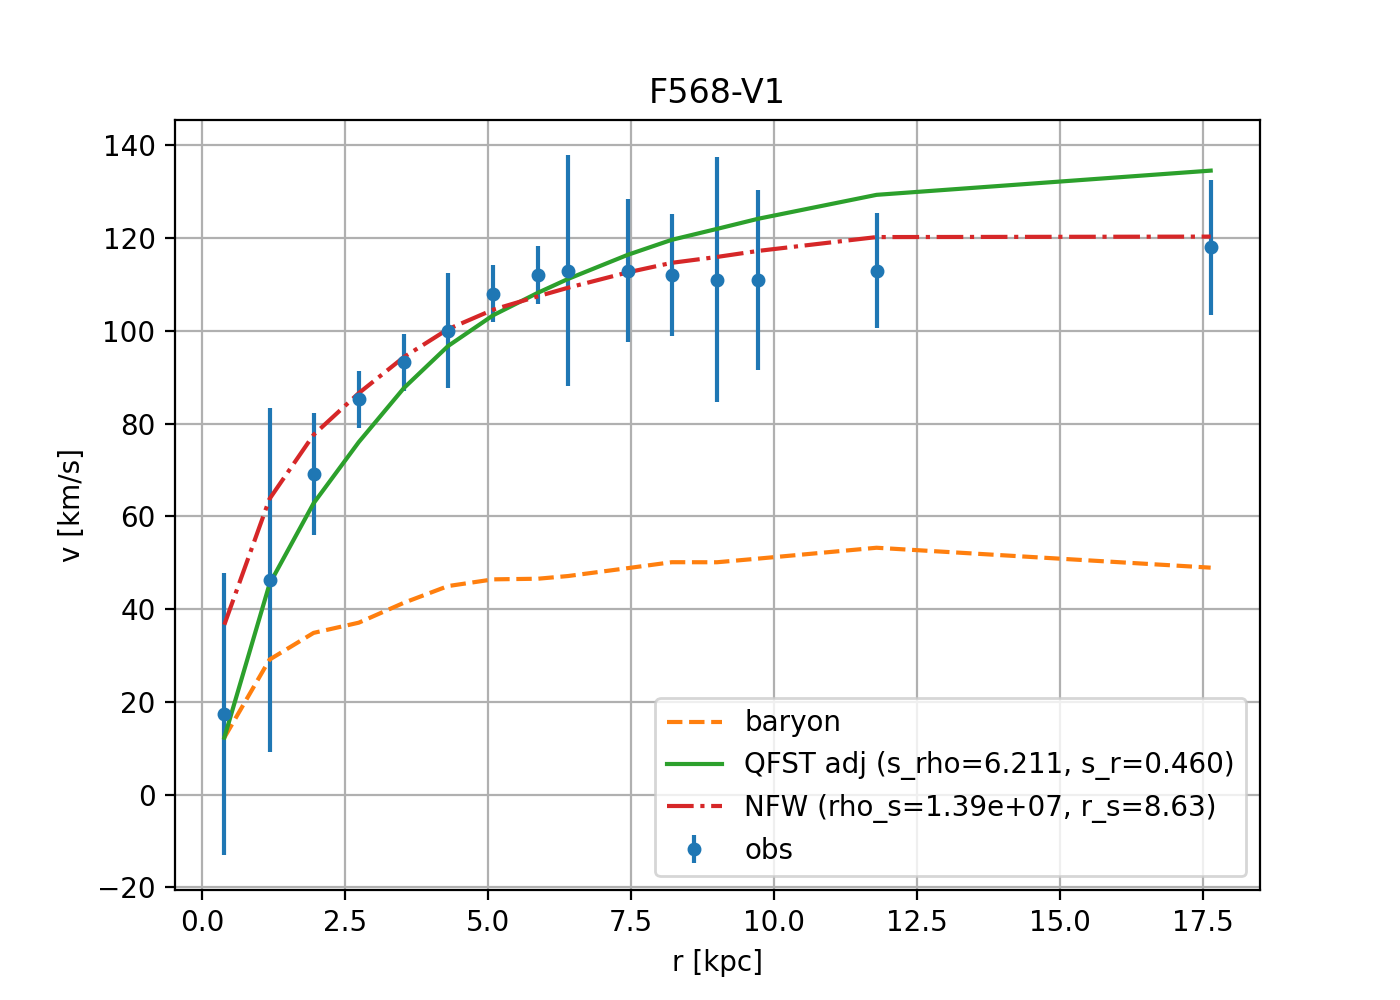 F568-V1
140
120
100
80
60
40
20
0
−20
v [km/s]
baryon
QFST adj (s_rho=6.211, s_r=0.460)
NFW (rho_s=1.39e+07, r_s=8.63)
obs
0.0 2.5 5.0 7.5 10.0 12.5 15.0 17.5
r [kpc]